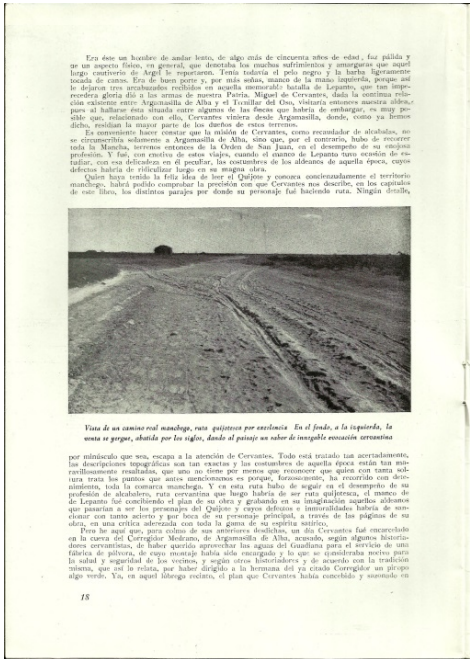 Era éste un hombre de andar lento, de algo más de cincuenta años de edad, faz pálida y
de un aspecto físico, en general, que denotaba los muchos sufrimientos y amarguras que aquel
largo cautiverio de Argel le reportaron. Tenía todavía el pelo negro y la barba ligeramente
tocada de canas. Era de buen porte y, por más señas, manco de la mano izquierda, porque así
le dejaron tres arcabuzazos recibidos en aquella memorable batalla de Lepanto, que tan impe-
recedera gloria dió a las armas de nuestra Patria. Miguel de Cervantes, dada la continua rela-
ción existente entre Argamasilla de Alba y el Tomillar del Oso, visitaría entonces nuestra aldea,
pues al hallarse ésta situada entre algunas de las fincas que habría de embargar, es muy po-
sible que, relacionado con ello, Cervantes viniera desde Argamasilla, donde, como ya hemos
dicho, residían la mayor parte de los dueños de estos terrenos.
Es conveniente hacer constar que la misión de Cervantes, como recaudador de alcabalas, no
se circunscribía solamente a Argamasilla de Alba, sino que, por el contrario, hubo de recorrer
toda la Mancha, terrenos entonces de la Orden de San Juan, en el desempeño de su enojosa
profesión. Y fué, con motivo de estos viajes, cuando el manco de Lepanto tuvo ocasión de es-
tudiar, con esa delicadeza en él peculiar, las costumbres de los aldeanos de aquella época, cuyos
defectos habría de ridiculizar luego en su magna obra.
Quien haya tenido la feliz idea de leer el Quijote y conozca concienzudamente el territorio
manchego, habrá podido comprobar la precisión con que Cervantes nos describe, en los capítulos
de este libro, los distintos parajes por donde su personaje fué haciendo ruta. Ningún detalle,
Vista de un camino real manchego, ruta quijotesca por excelencia En el fondo, a la izquierda, la
venta se yergue, abatida por los siglos, dando al paisaje un sabor de innegable evocación cervantina
por minúsculo que sea, escapa a la atención de Cervantes. Todo está tratado tan acertadamente,
las descripciones topográficas son tan exactas y las costumbres de aquella época están tan ma-
ravillosamente resaltadas, que uno no tiene por menos que reconocer que quien con tanta sol-
tura trata los puntos que antes mencionamos es porque, forzosamente, ha recorrido con dete-
nimiento, toda la comarca manchega. Y en esta ruta hubo de seguir en el desempeño de su
profesión de alcabalero, ruta cervantina que luego habría de ser ruta quijotesca, el manco de
de Lepanto fué concibiendo el plan de su obra y grabando en su imaginación aquellos aldeanos
que pasarían a ser los personajes del Quijote y cuyos defectos e inmoralidades habría de san-
cionar con tanto acierto y por boca de su personaje principal, a través de las páginas de su
obra, en una crítica aderezada con toda la gama de su espíritu satírico.
Pero he aquí que, para colmo de sus anteriores desdichas, un día Cervantes fué encarcelado
en la cueva del Corregidor Medrano, de Argamasilla de Alba, acusado, según algunos historia-
dores cervantistas, de haber querido aprovechar las aguas del Guadiana para el servicio de una
fábrica de pólvora, de cuyo montaje había sido encargado y lo que se consideraba nocivo para
la salud y seguridad de los vecinos, y según otros historiadores y de acuerdo con la tradición
misma, que así lo relata, por haber dirigido a la hermana del ya citado Corregidor un piropo
algo verde. Ya, en aquel lóbrego recinto, el plan que Cervantes había concebido y sazonado en
18